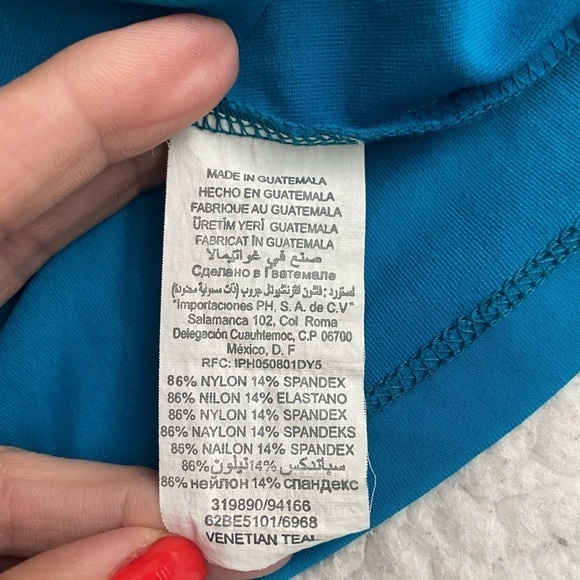 MADE IN GUATEMALA
HECHO EN GUATEMALA
FABRIQUE AU GUATEMALA
ÜRETIM YERİ GUATEMALA
FABRICAT ÎN GUATEMALA
صنع في غواتيمالا
Сделано в Гватемале
"Importaciones PH, S. A. de C.V"
Salamanca 102, Col Roma
Delegación Cuauhtemoc, C.P 06700
México, D. F
RFC: IPH050801DY5
86% NYLON 14% SPANDEX
86% NILON 14% ELASTANO
86% NYLON 14% SPANDEX
86% NAYLON 14% SPANDEKS
86% NAILON 14% SPANDEX
86% نيلون 14% سباندكس
86% нейлон 14% спандекс
319890/94166
62BE5101/6968
VENETIAN TEAL